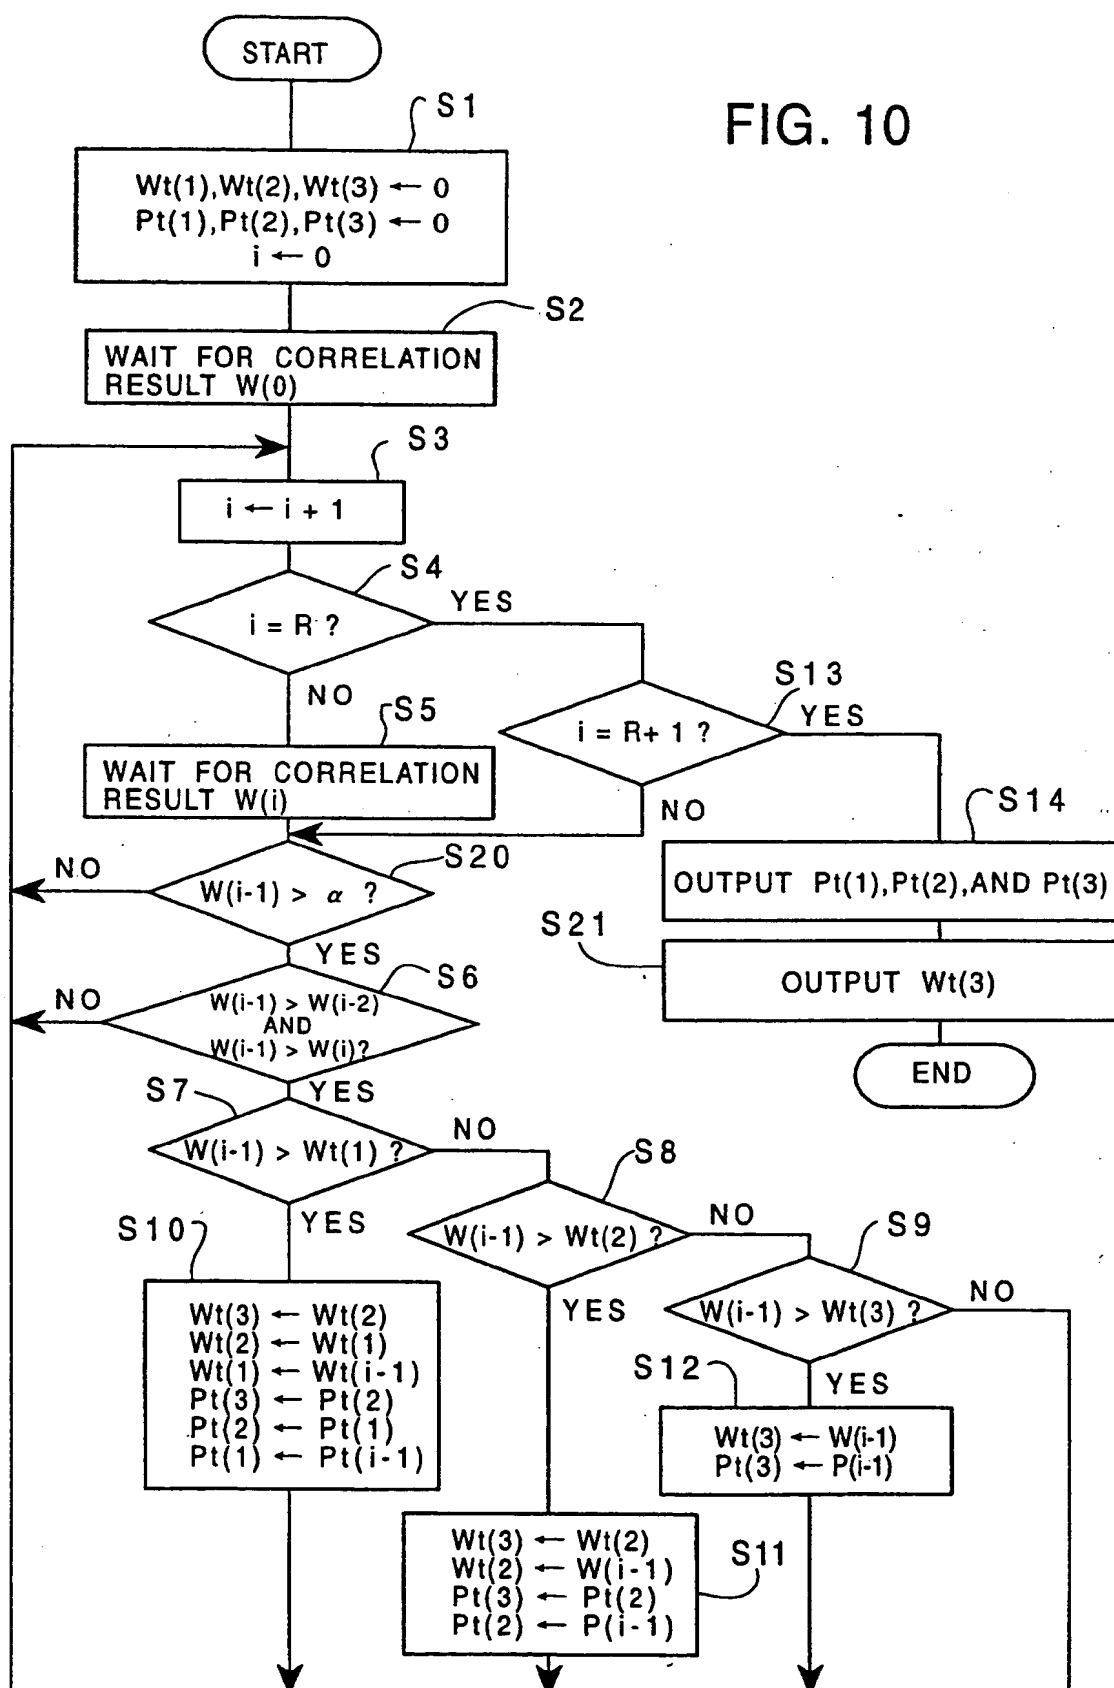 START
S1
FIG. 10
Wt(1),Wt(2),Wt(3) ← 0
Pt(1),Pt(2),Pt(3) ← 0
i ← 0
S2
WAIT FOR CORRELATION
RESULT W(0)
S3
i ← i + 1
S4
i = R ?
YES
NO
S13
i = R+ 1 ?
YES
NO
S5
WAIT FOR CORRELATION
RESULT W(i)
S14
OUTPUT Pt(1),Pt(2),AND Pt(3)
S20
W(i-1) > α ?
NO
YES
S21
OUTPUT Wt(3)
S6
W(i-1) > W(i-2)
AND
W(i-1) > W(i)?
NO
YES
END
S7
W(i-1) > Wt(1) ?
NO
YES
S8
W(i-1) > Wt(2) ?
NO
YES
S9
W(i-1) > Wt(3) ?
NO
YES
S10
Wt(3) ← Wt(2)
Wt(2) ← Wt(1)
Wt(1) ← Wt(i-1)
Pt(3) ← Pt(2)
Pt(2) ← Pt(1)
Pt(1) ← Pt(i-1)
S12
Wt(3) ← W(i-1)
Pt(3) ← P(i-1)
S11
Wt(3) ← Wt(2)
Wt(2) ← W(i-1)
Pt(3) ← Pt(2)
Pt(2) ← P(i-1)